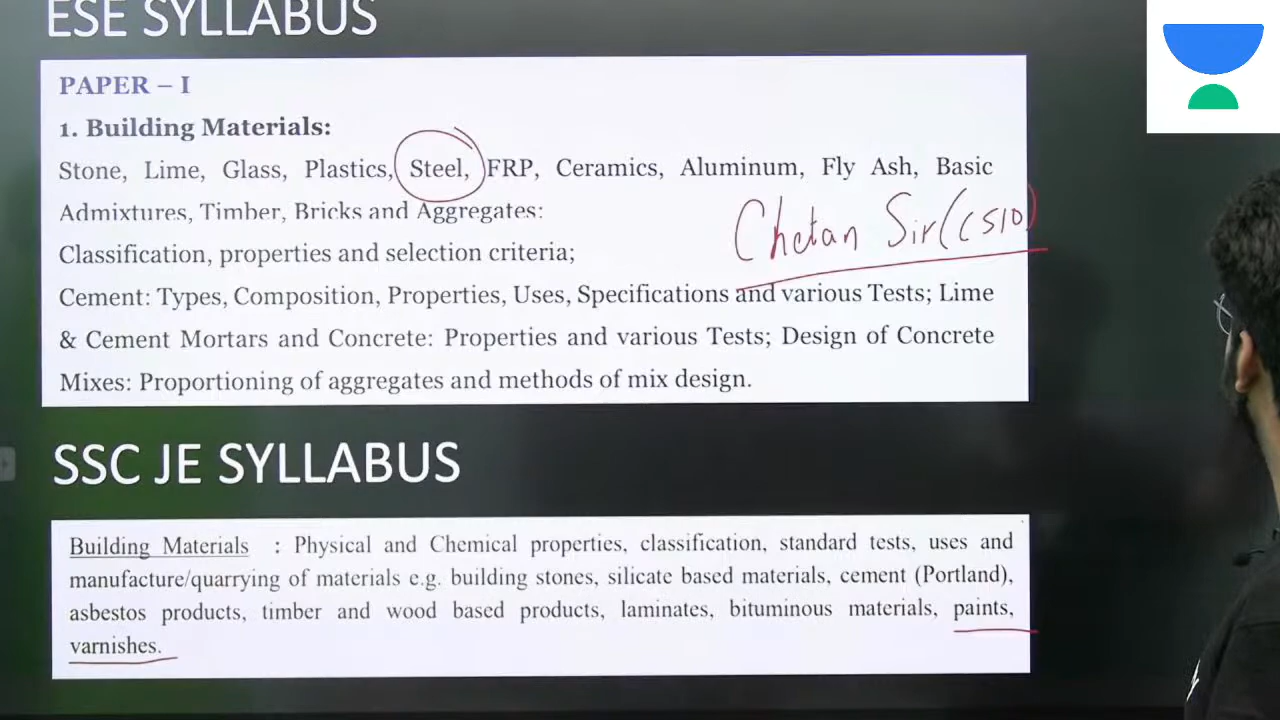 ESE SYLLABUS
PAPER – I
1. Building Materials:
Stone, Lime, Glass, Plastics, Steel, FRP, Ceramics, Aluminum, Fly Ash, Basic
Admixtures, Timber, Bricks and Aggregates:
Chetan Sir (CS10)
Classification, properties and selection criteria;
Cement: Types, Composition, Properties, Uses, Specifications and various Tests; Lime
& Cement Mortars and Concrete: Properties and various Tests; Design of Concrete
Mixes: Proportioning of aggregates and methods of mix design.
SSC JE SYLLABUS
Building Materials : Physical and Chemical properties, classification, standard tests, uses and
manufacture/quarrying of materials e.g. building stones, silicate based materials, cement (Portland),
asbestos products, timber and wood based products, laminates, bituminous materials, paints,
varnishes.